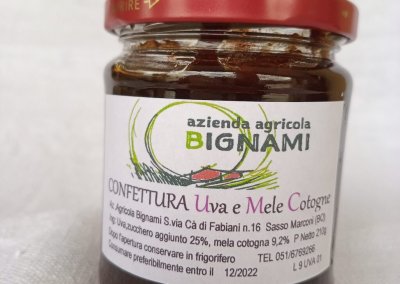 azienda agricola
BIGNAMI
CONFETTURA Uva e Mele Cotogne
Az.Agricola Bignami S.via Cà di Fabiani n.16 Sasso Marconi (BO)
Ing: Uva,zucchero aggiunto 25%, mela cotogna 9,2% P Netto 210g
Dopo l'apertura conservare in frigorifero TEL 051/6769266
Consumare preferibilmente entro il 12/2022 L 9 UVA 01